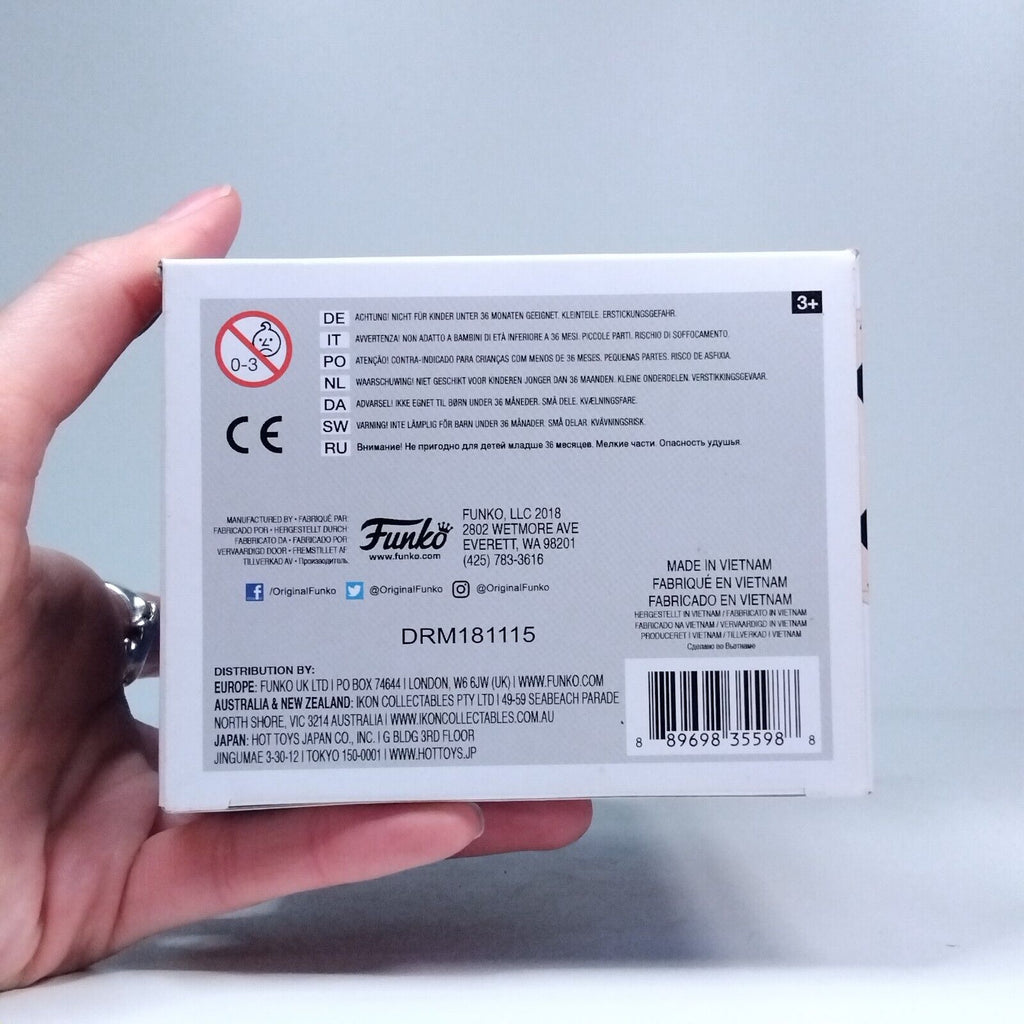 3+
0-3
DE ACHTUNG! NICHT FÜR KINDER UNTER 36 MONATEN GEEIGNET. KLEINTEILE. ERSTICKUNGSGEFAHR.
IT AVVERTENZA! NON ADATTO A BAMBINI DI ETÀ INFERIORE A 36 MESI. PICCOLE PARTI. RISCHIO DI SOFFOCAMENTO.
PO ATENÇÃO! CONTRA-INDICADO PARA CRIANÇAS COM MENOS DE 36 MESES. PEQUENAS PARTES. RISCO DE ASFIXIA.
NL WAARSCHUWING! NIET GESCHIKT VOOR KINDEREN JONGER DAN 36 MAANDEN. KLEINE ONDERDELEN. VERSTIKKINGSGEVAAR.
DA ADVARSEL! IKKE EGNET TIL BØRN UNDER 36 MÅNEDER. SMÅ DELE. KVÆLNINGSFARE.
SW VARNING! INTE LÄMPLIG FÖR BARN UNDER 36 MÅNADER. SMÅ DELAR. KVÄVNINGSRISK.
RU Внимание! Не пригодно для детей младше 36 месяцев. Мелкие части. Опасность удушья.
CE
MANUFACTURED BY • FABRIQUÉ PAR
FABRICADO POR • HERGESTELLT DURCH
FABBRICATO DA • FABRICADO POR
VERVAARDIGD DOOR • FREMSTILLET AF
TILLVERKAD AV • Производитель
Funko
www.funko.com
FUNKO, LLC 2018
2802 WETMORE AVE
EVERETT, WA 98201
(425) 783-3616
/OriginalFunko @OriginalFunko @OriginalFunko
DRM181115
MADE IN VIETNAM
FABRIQUÉ EN VIETNAM
FABRICADO EN VIETNAM
HERGESTELLT IN VIETNAM / FABBRICATO IN VIETNAM
FABRICADO NA VIETNAM / VERVAARDIGD IN VIETNAM
PRODUCERET I VIETNAM / TILLVERKAD I VIETNAM
Сделано во Вьетнаме
DISTRIBUTION BY:
EUROPE: FUNKO UK LTD | PO BOX 74644 | LONDON, W6 6JW (UK) | WWW.FUNKO.COM
AUSTRALIA & NEW ZEALAND: IKON COLLECTABLES PTY LTD | 49-59 SEABEACH PARADE
NORTH SHORE, VIC 3214 AUSTRALIA | WWW.IKONCOLLECTABLES.COM.AU
JAPAN: HOT TOYS JAPAN CO., INC. | G BLDG 3RD FLOOR
JINGUMAE 3-30-12 | TOKYO 150-0001 | WWW.HOTTOYS.JP
8 89698 35598 8